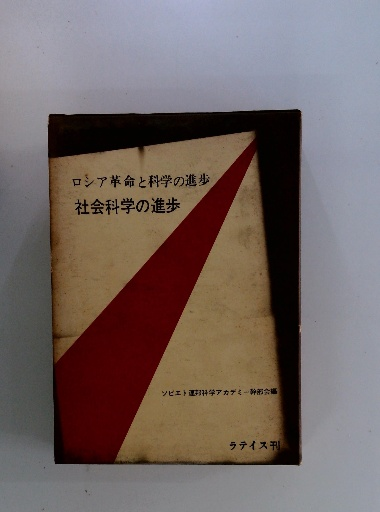 ロシア革命と科学の進歩
社会科学の進歩
ソビエト連邦科学アカデミー幹部会編
ラテイス刊